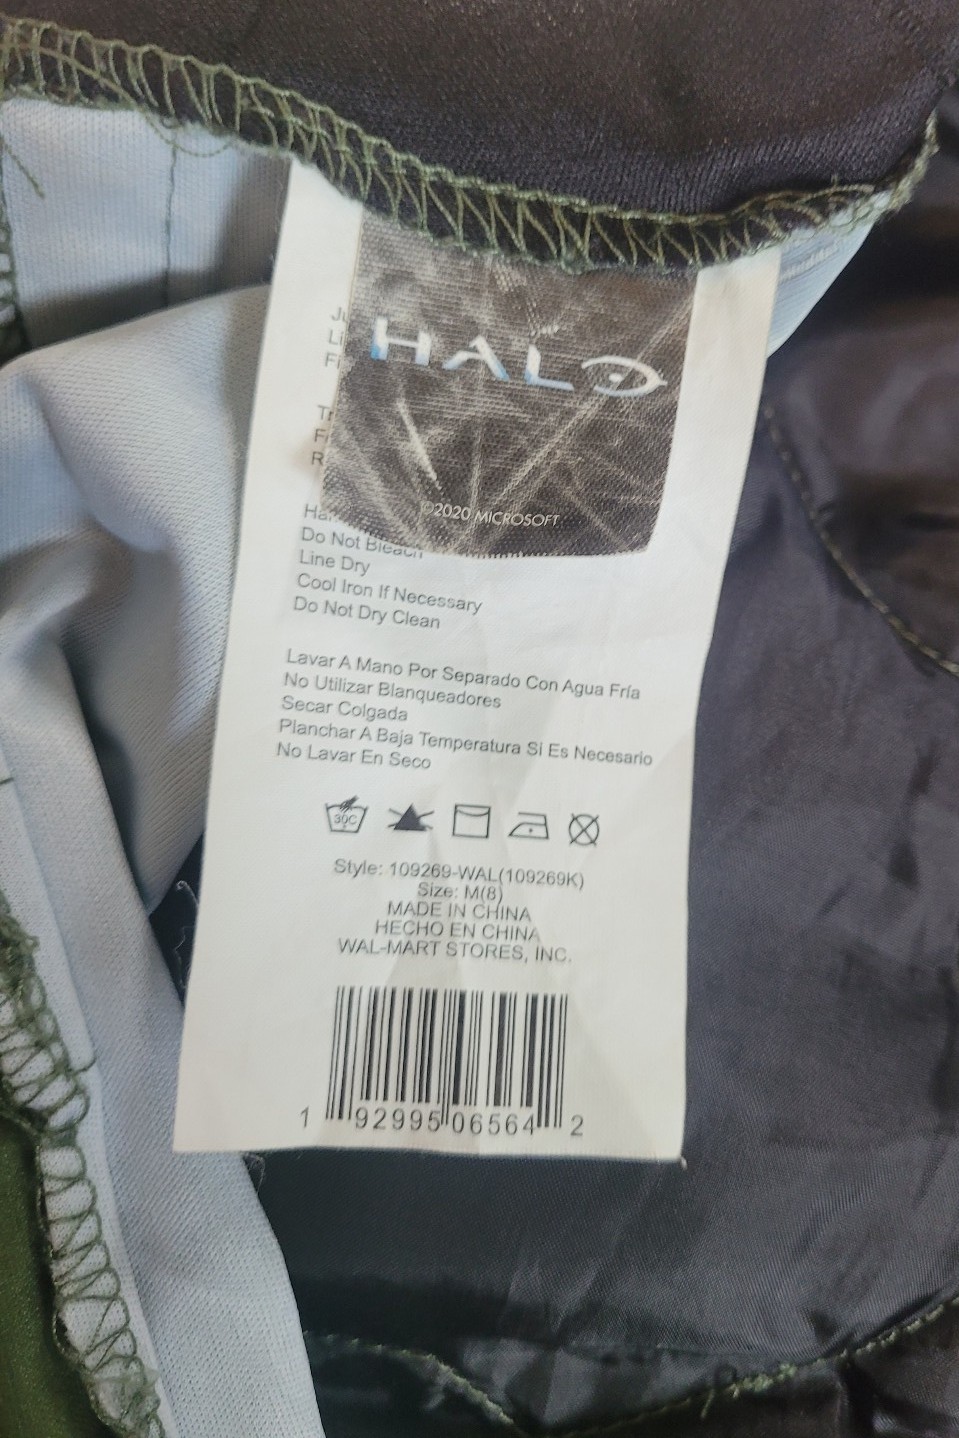 HALO
©2020 MICROSOFT
Do Not Bleach
Line Dry
Cool Iron If Necessary
Do Not Dry Clean
Lavar A Mano Por Separado Con Agua Fría
No Utilizar Blanqueadores
Secar Colgada
Planchar A Baja Temperatura Si Es Necesario
No Lavar En Seco
30C
Style: 109269-WAL(109269K)
Size: M(8)
MADE IN CHINA
HECHO EN CHINA
WAL-MART STORES, INC.
1 92995 06564 2